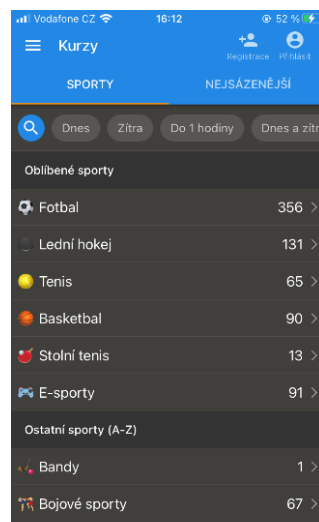 Vodafone CZ 16:12 52 %
Kurzy
Registrace Přihlásit
SPORTY NEJSÁZENĚJŠÍ
Dnes Zítra Do 1 hodiny Dnes a zítr
Oblíbené sporty
Fotbal 356
Lední hokej 131
Tenis 65
Basketbal 90
Stolní tenis 13
E-sporty 91
Ostatní sporty (A-Z)
Bandy 1
Bojové sporty 67